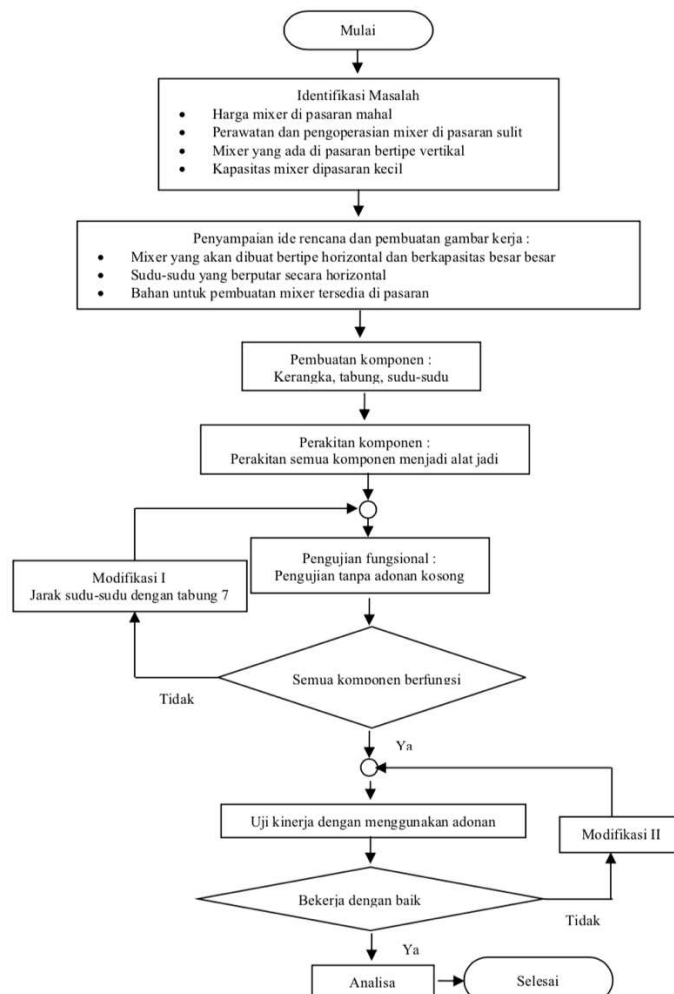 Mulai
Identifikasi Masalah
• Harga mixer di pasaran mahal
• Perawatan dan pengoperasian mixer di pasaran sulit
• Mixer yang ada di pasaran bertipe vertikal
• Kapasitas mixer dipasaran kecil
Penyampaian ide rencana dan pembuatan gambar kerja :
• Mixer yang akan dibuat bertipe horizontal dan berkapasitas besar besar
• Sudu-sudu yang berputar secara horizontal
• Bahan untuk pembuatan mixer tersedia di pasaran
Pembuatan komponen :
Kerangka, tabung, sudu-sudu
Perakitan komponen :
Perakitan semua komponen menjadi alat jadi
Pengujian fungsional :
Pengujian tanpa adonan kosong
Modifikasi I
Jarak sudu-sudu dengan tabung 7
Semua komponen berfungsi
Tidak
Ya
Uji kinerja dengan menggunakan adonan
Modifikasi II
Bekerja dengan baik
Tidak
Ya
Analisa
Selesai